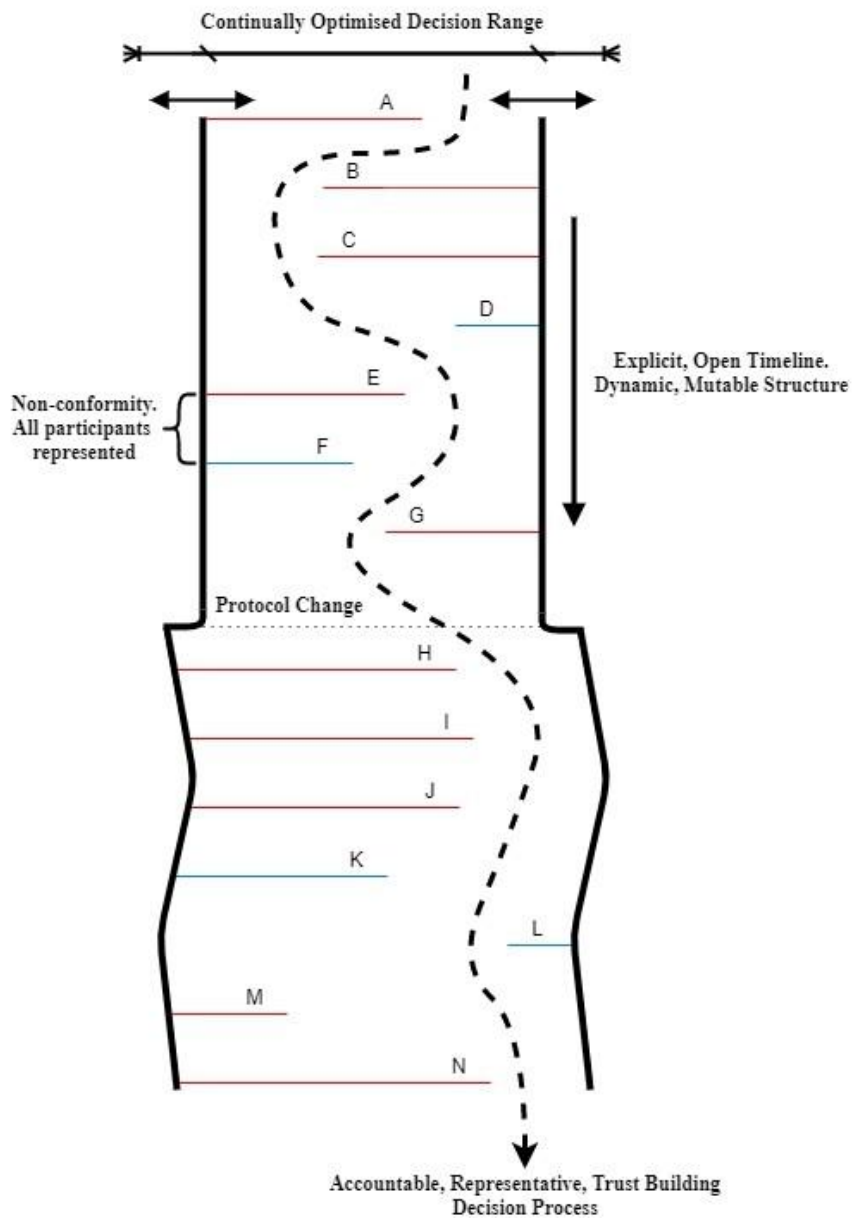 Continually Optimised Decision Range
A
B
C
D
Explicit, Open Timeline.
Dynamic, Mutable Structure
E
Non-conformity.
All participants
represented
F
G
Protocol Change
H
I
J
K
L
M
N
Accountable, Representative, Trust Building
Decision Process